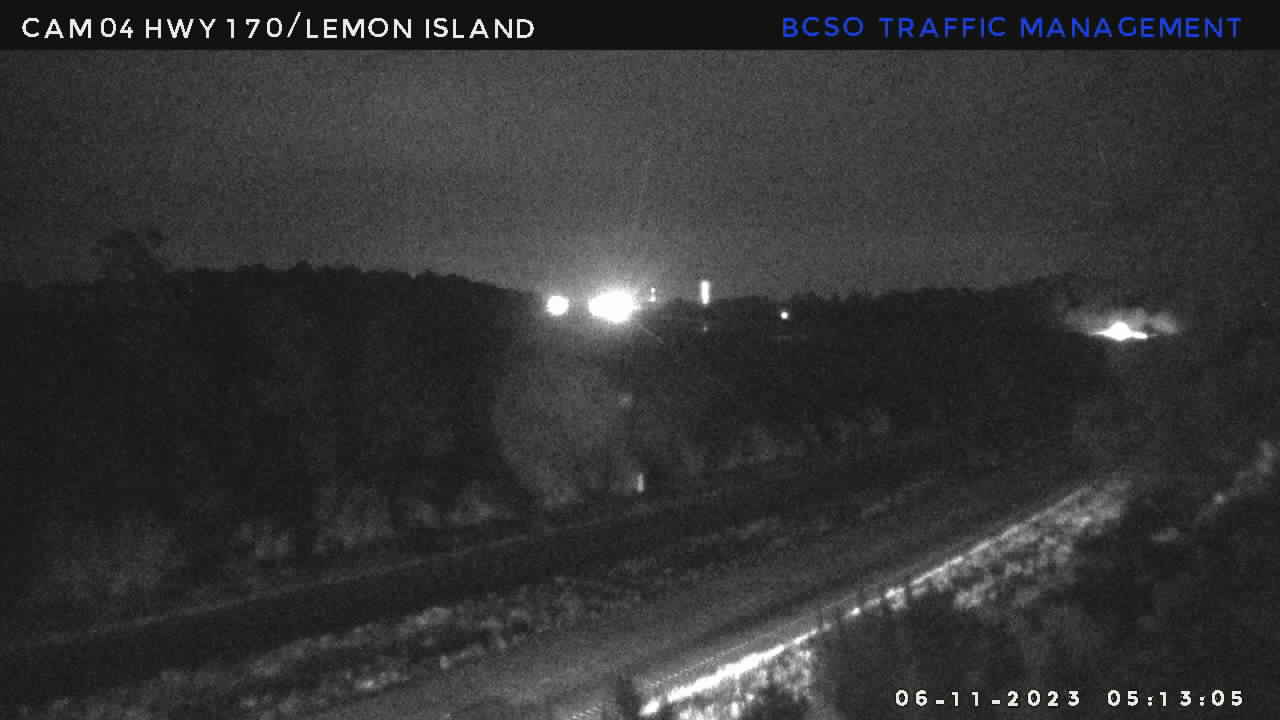 CAM04 HWY 170/LEMON ISLAND
BCSO TRAFFIC MANAGEMENT
06-11-2023 05:13:05